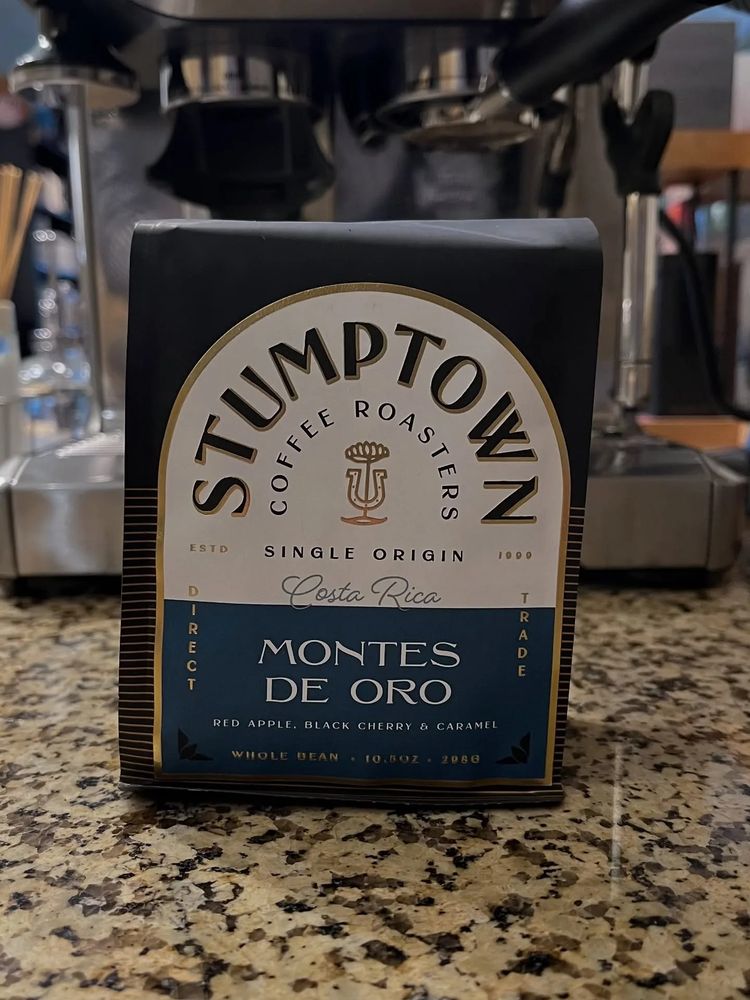 STUMPTOWN
COFFEE ROASTERS
ESTD
SINGLE ORIGIN
1999
Costa Rica
DIRECT
TRADE
MONTES
DE ORO
RED APPLE, BLACK CHERRY & CARAMEL
WHOLE BEAN • 10.5OZ • 298G